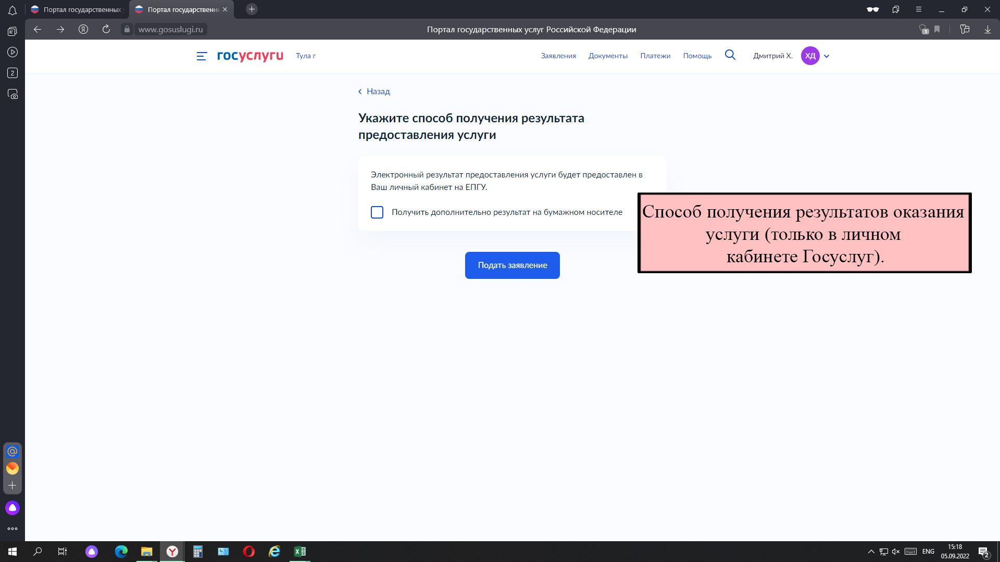 Портал государственных
Портал государственн
www.gosuslugi.ru
Портал государственных услуг Российской Федерации
1
2
госуслуги
Тула г
Заявления
Документы
Платежи
Помощь
Дмитрий Х.
ХД
Назад
Укажите способ получения результата
предоставления услуги
Электронный результат предоставления услуги будет предоставлен в
Ваш личный кабинет на ЕПГУ.
Получить дополнительно результат на бумажном носителе
Способ получения результатов оказания
услуги (только в личном
кабинете Госуслуг).
Подать заявление
ENG
15:18
05.09.2022
2